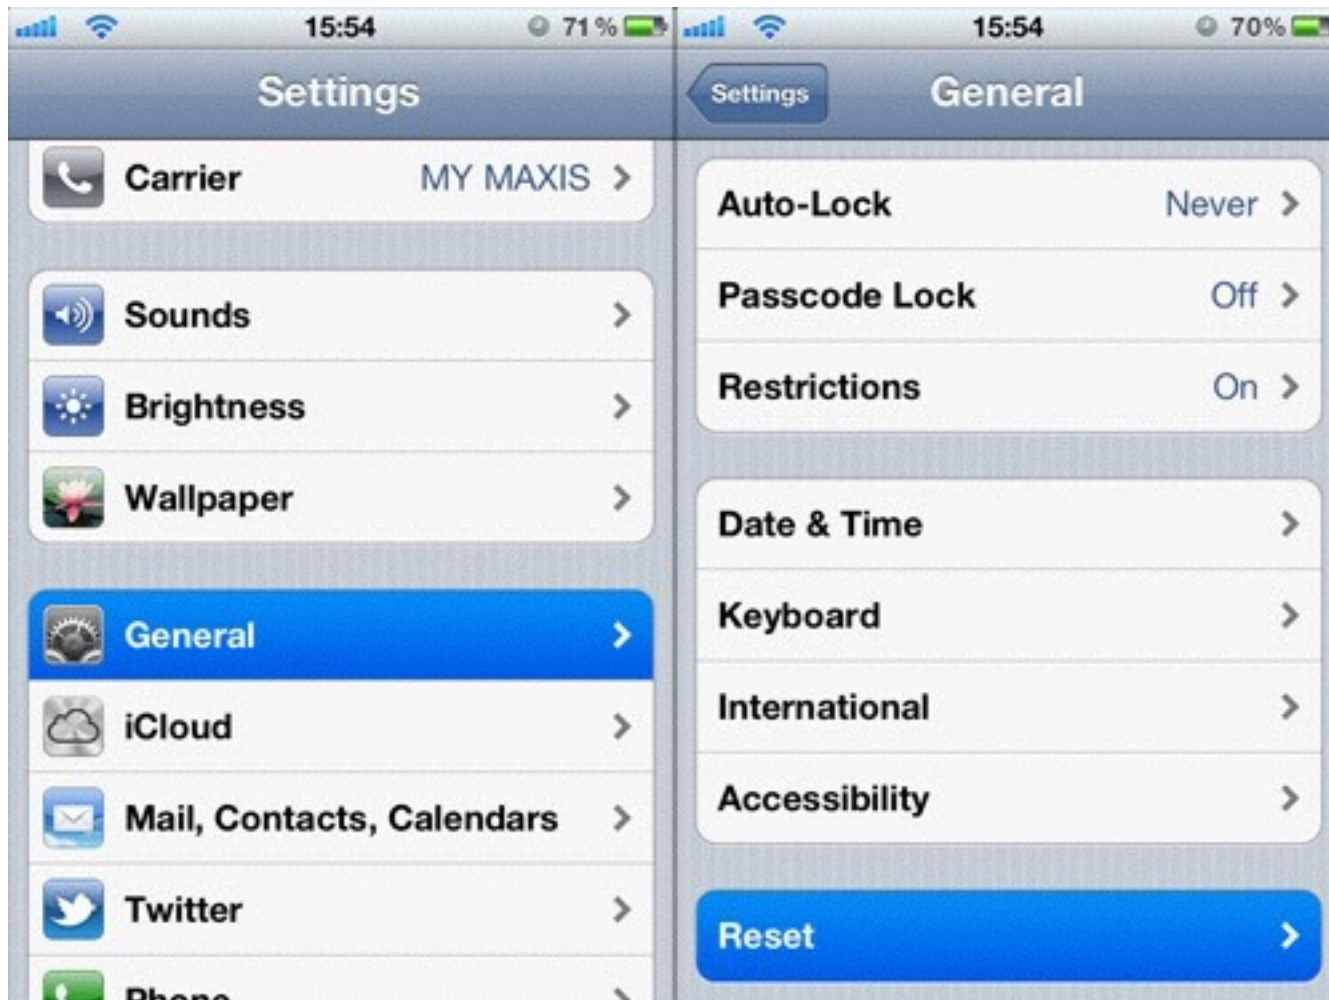 15:54
71%
Settings
Carrier
MY MAXIS
Sounds
Brightness
Wallpaper
General
iCloud
Mail, Contacts, Calendars
Twitter
Phone
15:54
70%
Settings
General
Auto-Lock
Never
Passcode Lock
Off
Restrictions
On
Date & Time
Keyboard
International
Accessibility
Reset